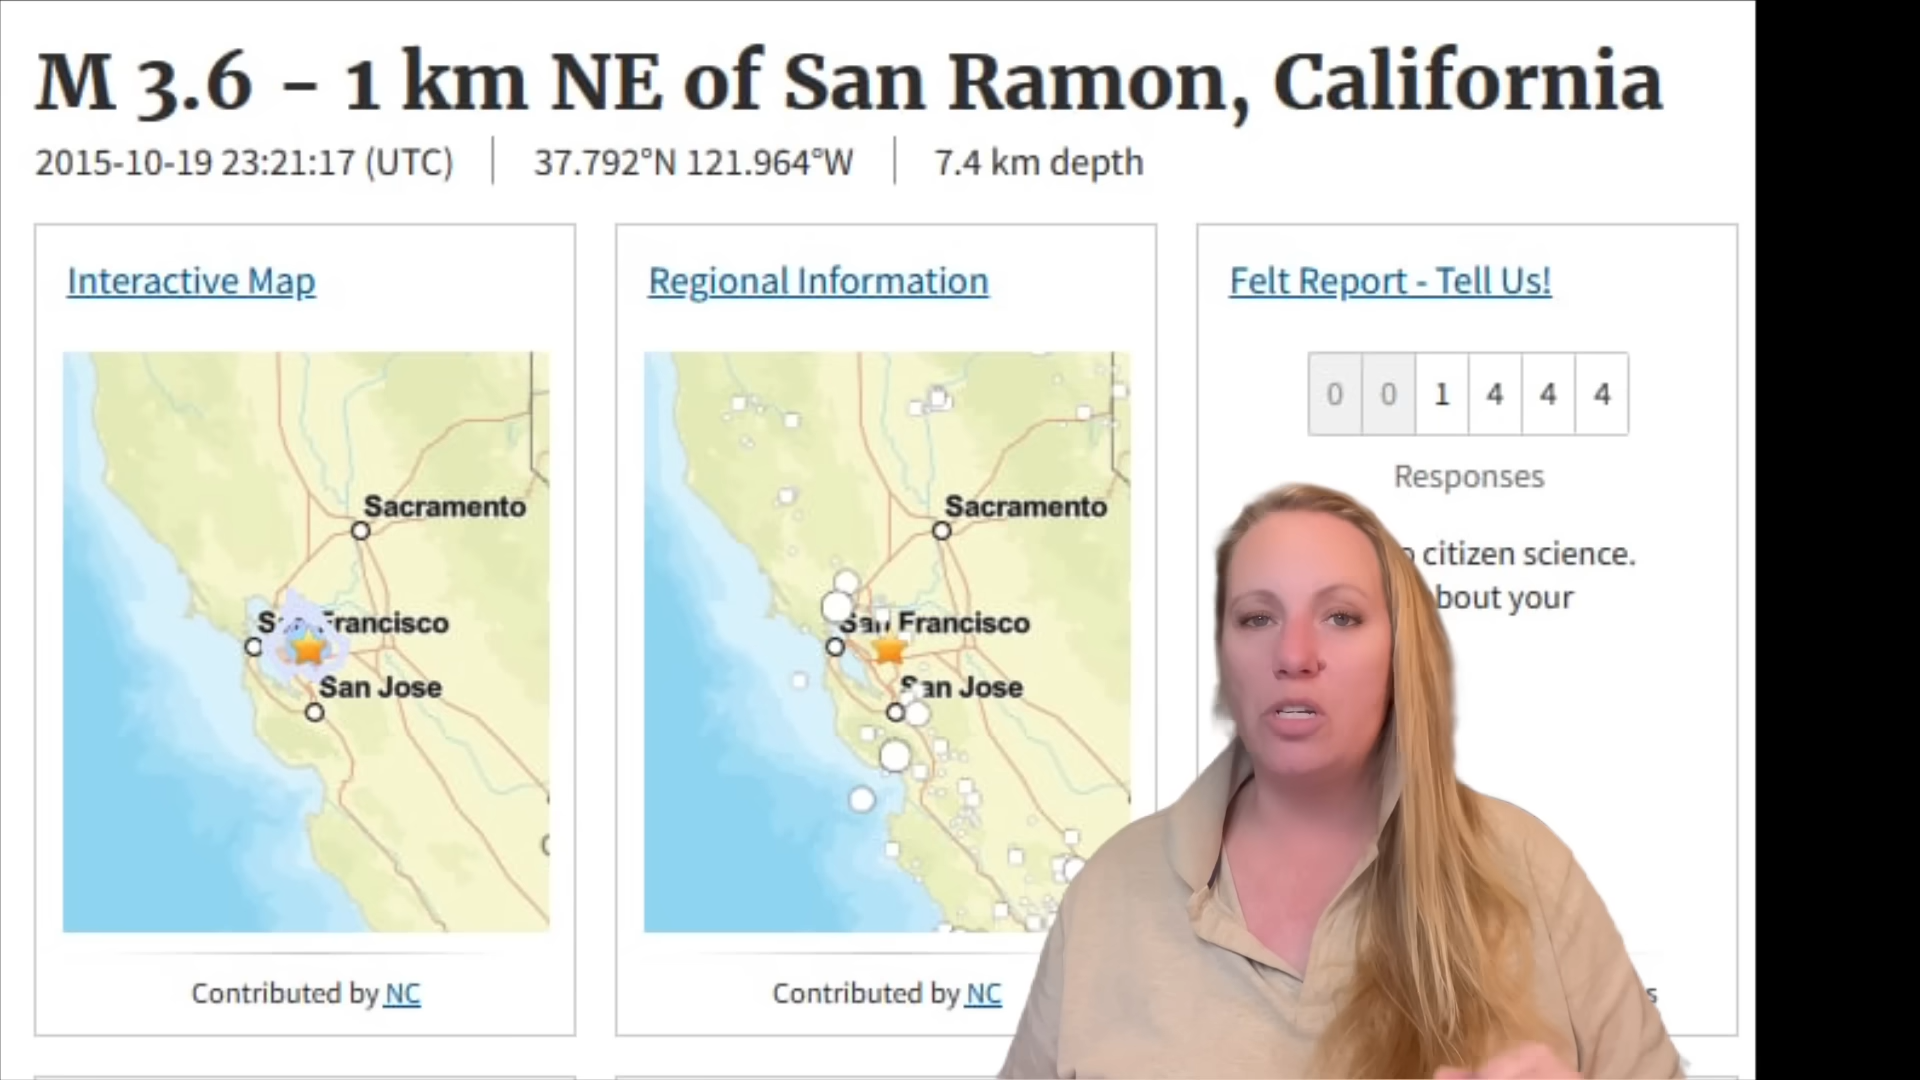 M 3.6 - 1 km NE of San Ramon, California
2015-10-19 23:21:17 (UTC) 37.792°N 121.964°W 7.4 km depth
Interactive Map
Sacramento
Francisco
San Jose
Contributed by NC
Regional Information
Sacramento
San Francisco
San Jose
Contributed by NC
Felt Report - Tell Us!
0 0 1 4 4 4
Responses
citizen science.
your